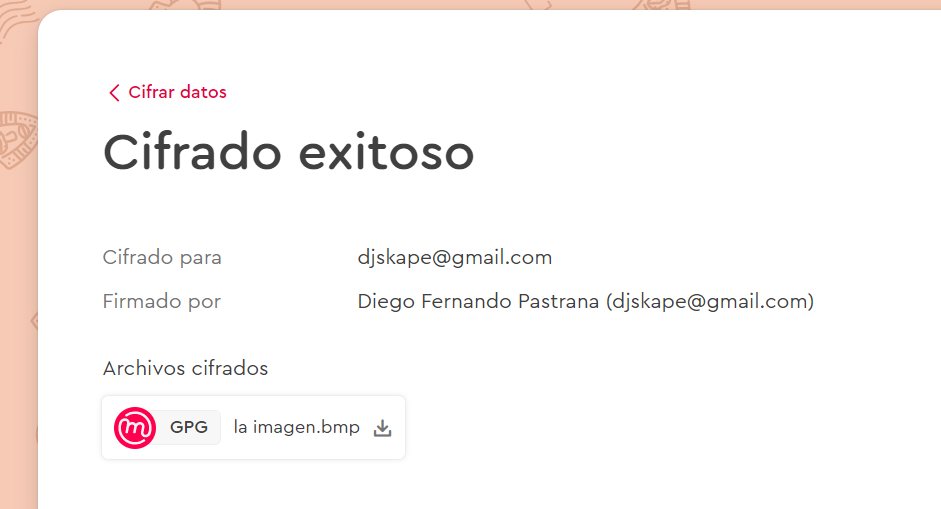 Cifrar datos
Cifrado exitoso
Cifrado para djskape@gmail.com
Firmado por Diego Fernando Pastrana (djskape@gmail.com)
Archivos cifrados
GPG la imagen.bmp